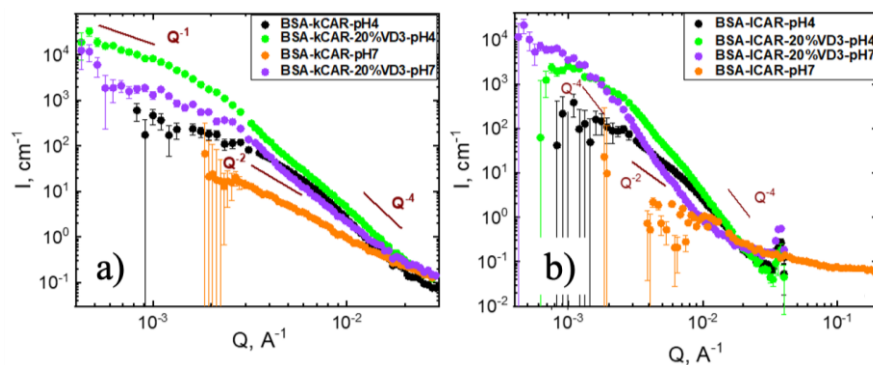 BSA-kCAR-pH4
BSA-kCAR-20%VD3-pH4
BSA-kCAR-pH7
BSA-kCAR-20%VD3-pH7
Q⁻¹
Q⁻²
Q⁻⁴
10⁴
10³
10²
10¹
10⁰
10⁻¹
I, cm⁻¹
a)
10⁻³
10⁻²
Q, A⁻¹
BSA-ICAR-pH4
BSA-ICAR-20%VD3-pH4
BSA-ICAR-20%VD3-pH7
BSA-ICAR-pH7
Q⁻⁴
Q⁻²
Q⁻⁴
10⁴
10³
10²
10¹
10⁰
10⁻¹
10⁻²
I, cm⁻¹
b)
10⁻³
10⁻²
10⁻¹
Q, A⁻¹